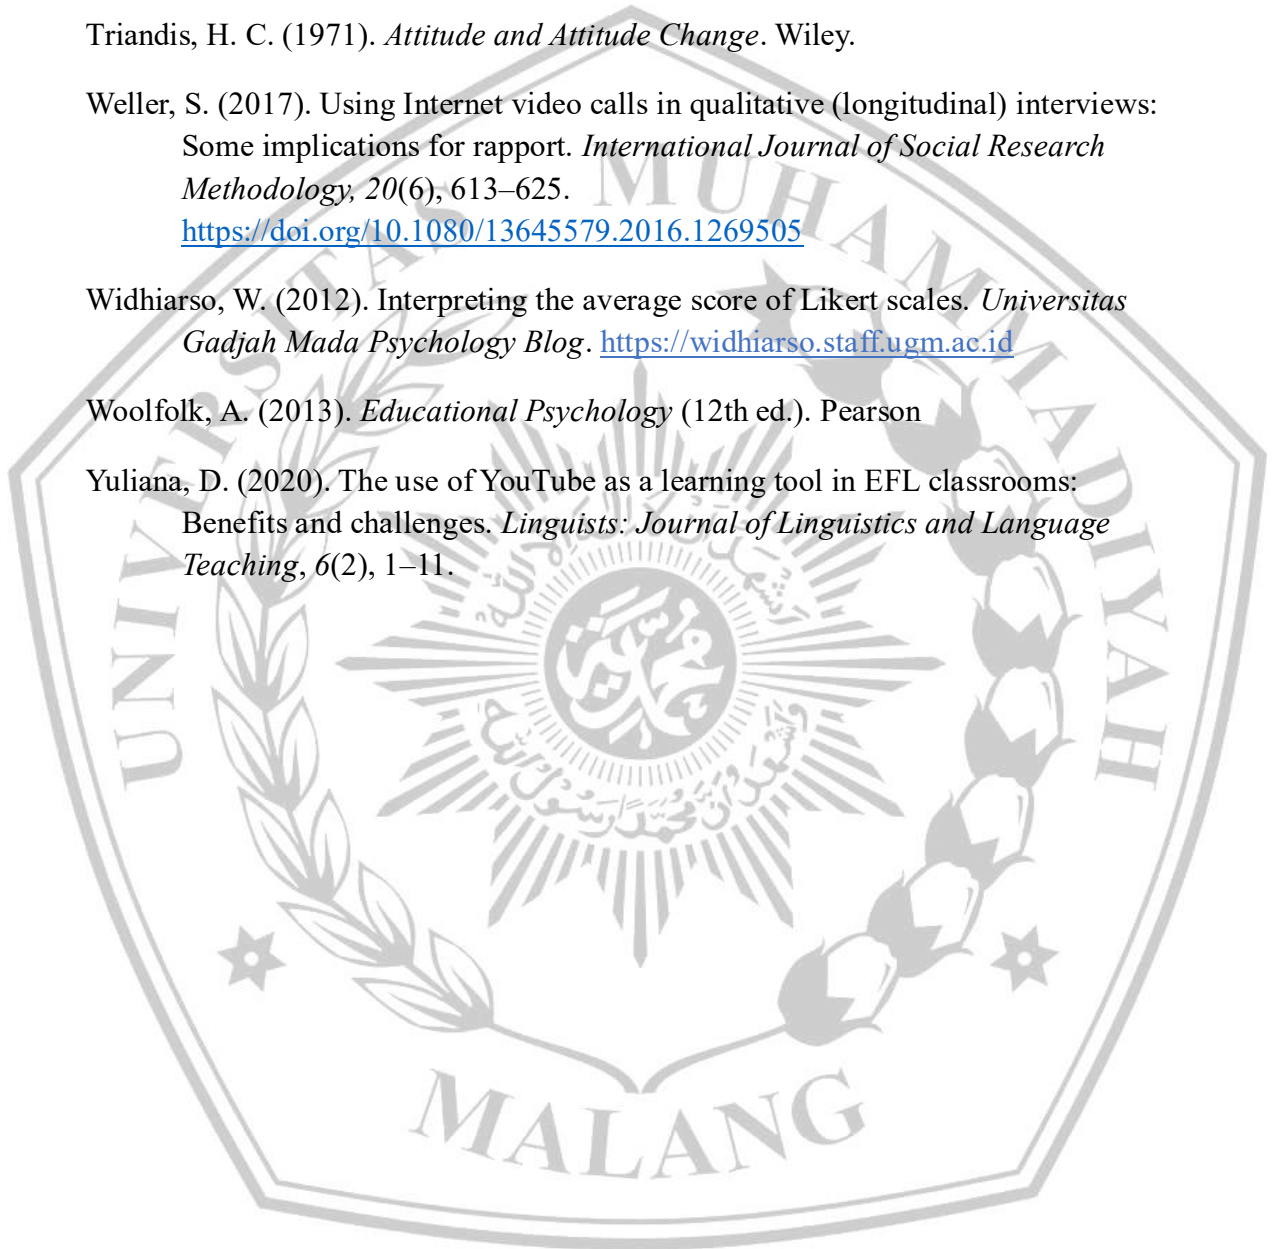 Triandis, H. C. (1971). Attitude and Attitude Change. Wiley.
Weller, S. (2017). Using Internet video calls in qualitative (longitudinal) interviews:
Some implications for rapport. International Journal of Social Research
Methodology, 20(6), 613–625.
https://doi.org/10.1080/13645579.2016.1269505
Widhiarso, W. (2012). Interpreting the average score of Likert scales. Universitas
Gadjah Mada Psychology Blog. https://widhiarso.staff.ugm.ac.id
Woolfolk, A. (2013). Educational Psychology (12th ed.). Pearson
Yuliana, D. (2020). The use of YouTube as a learning tool in EFL classrooms:
Benefits and challenges. Linguists: Journal of Linguistics and Language
Teaching, 6(2), 1–11.
UNIVERSITAS MUHAMMADIYAH
MALANG